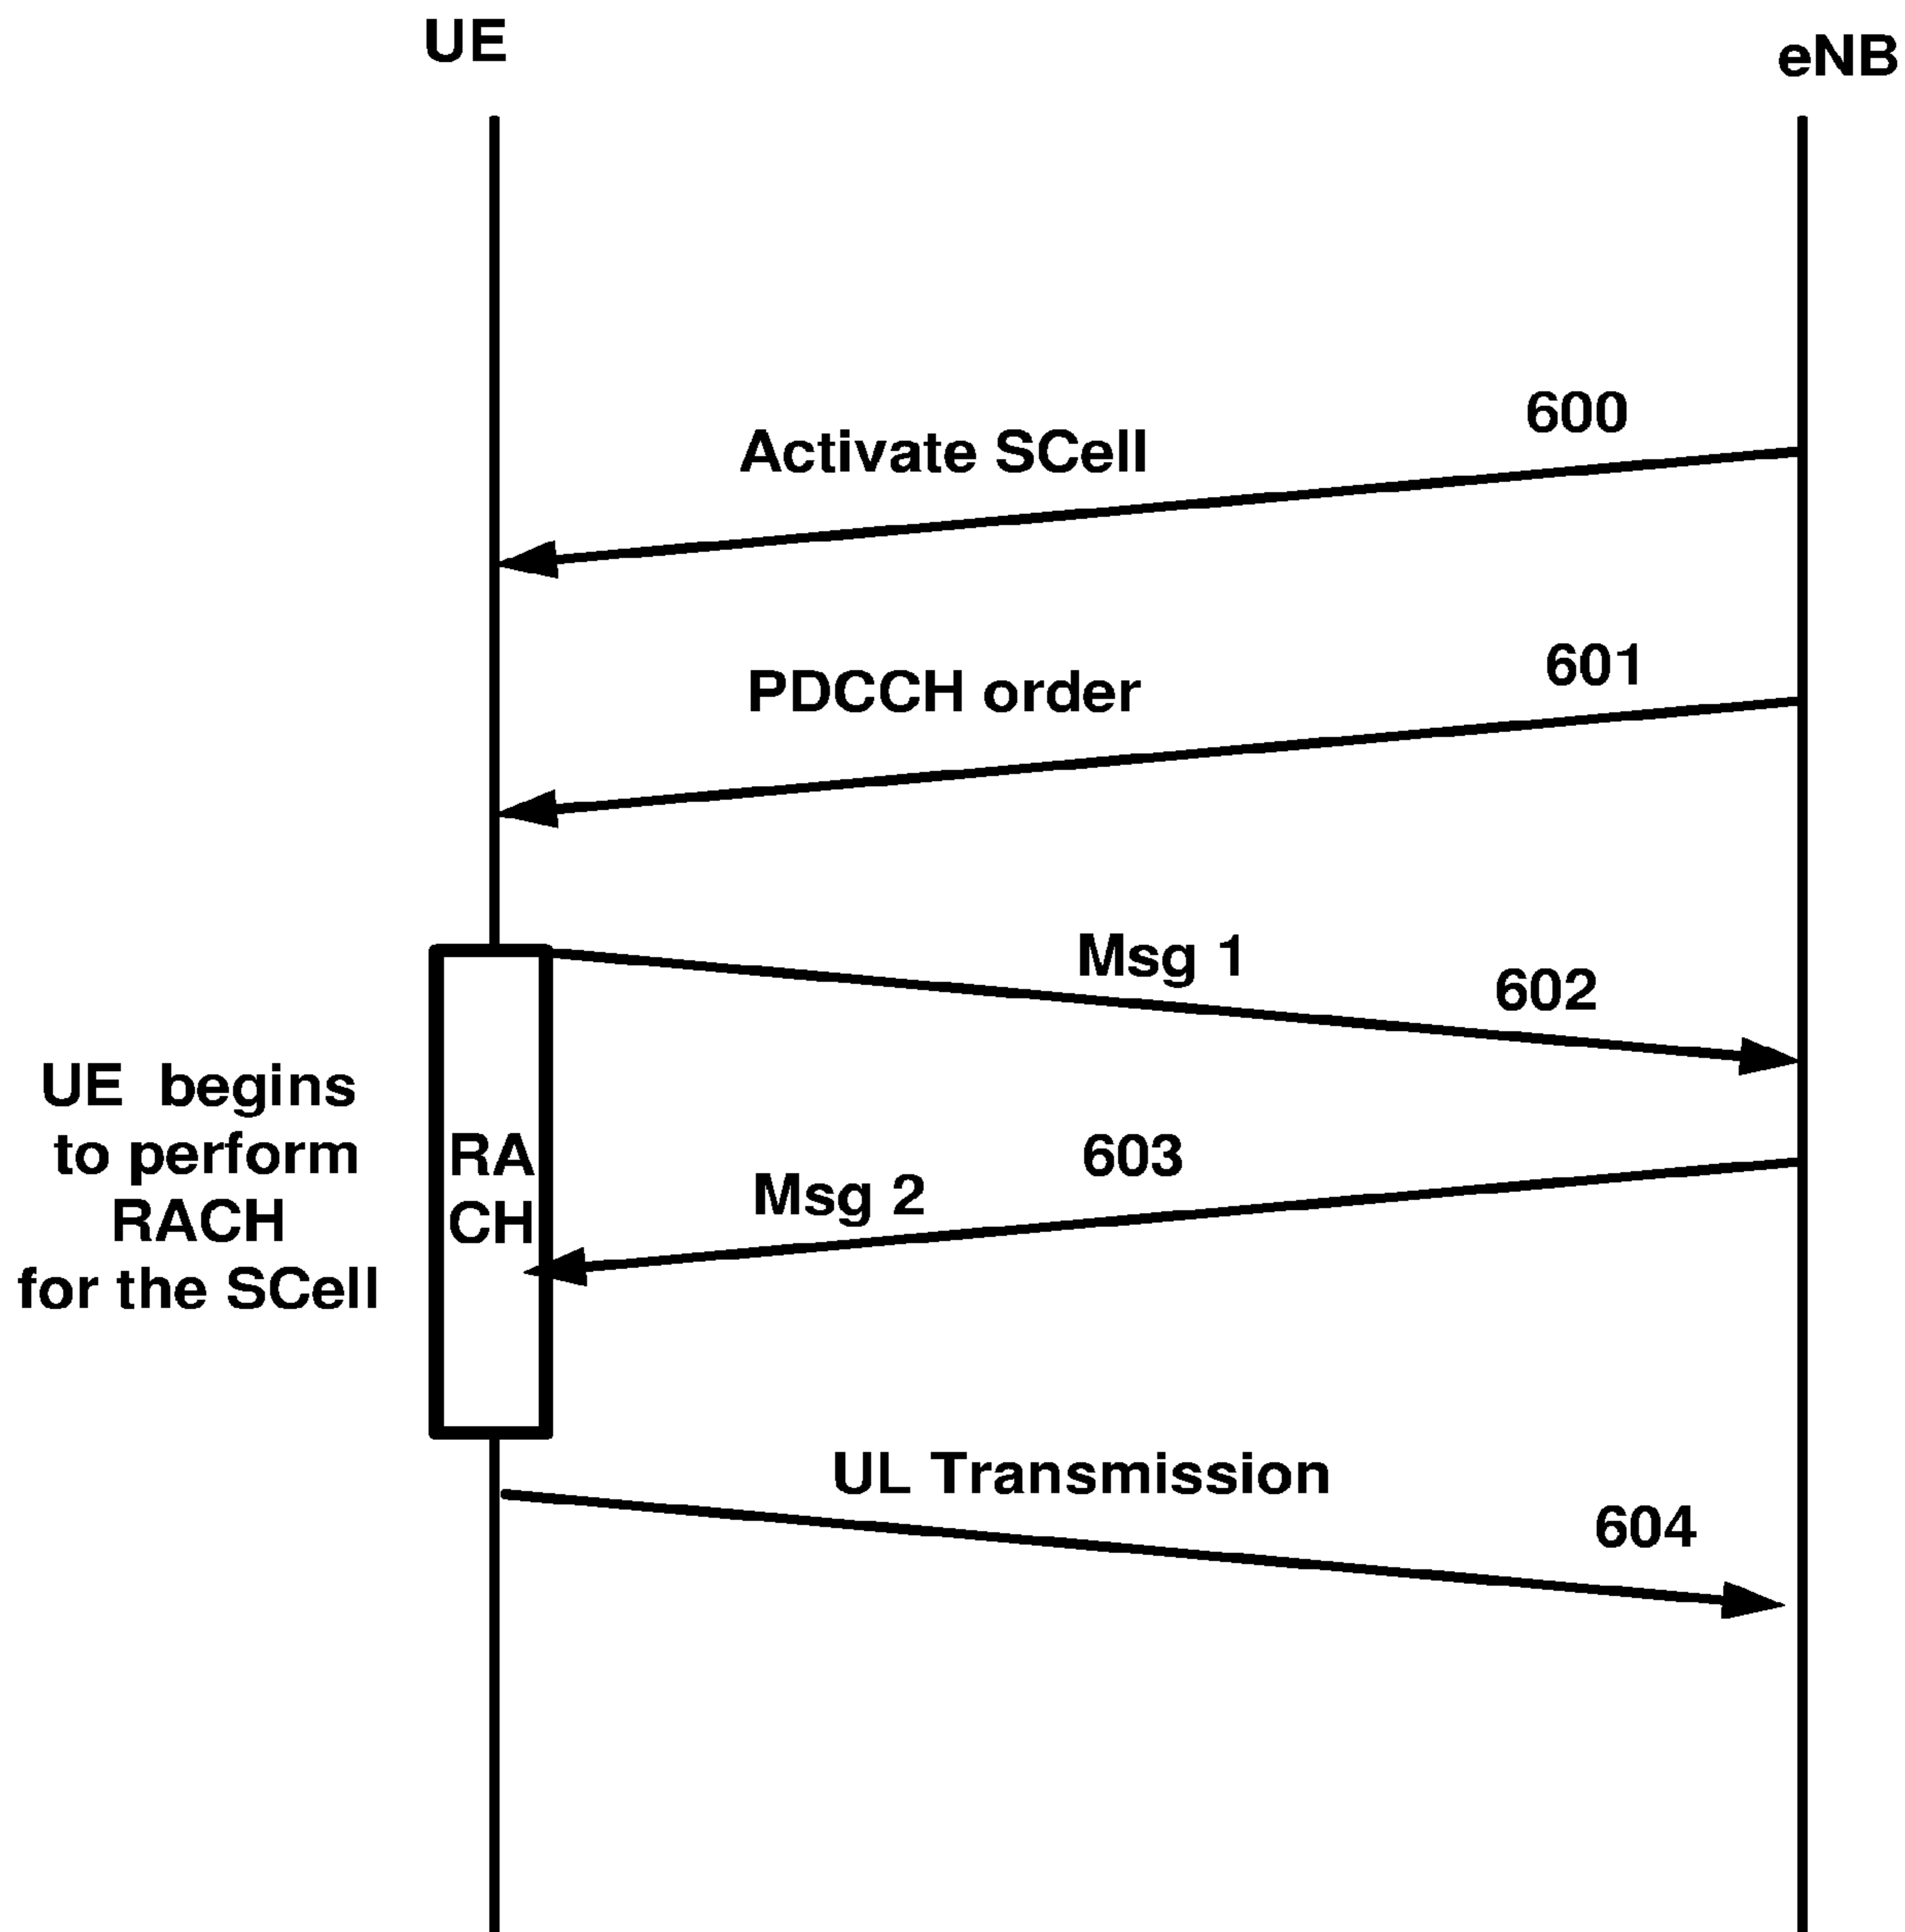 UE
eNB
600
Activate SCell
601
PDCCH order
Msg 1
602
UE begins
to perform
RACH
for the SCell
RA
CH
603
Msg 2
UL Transmission
604